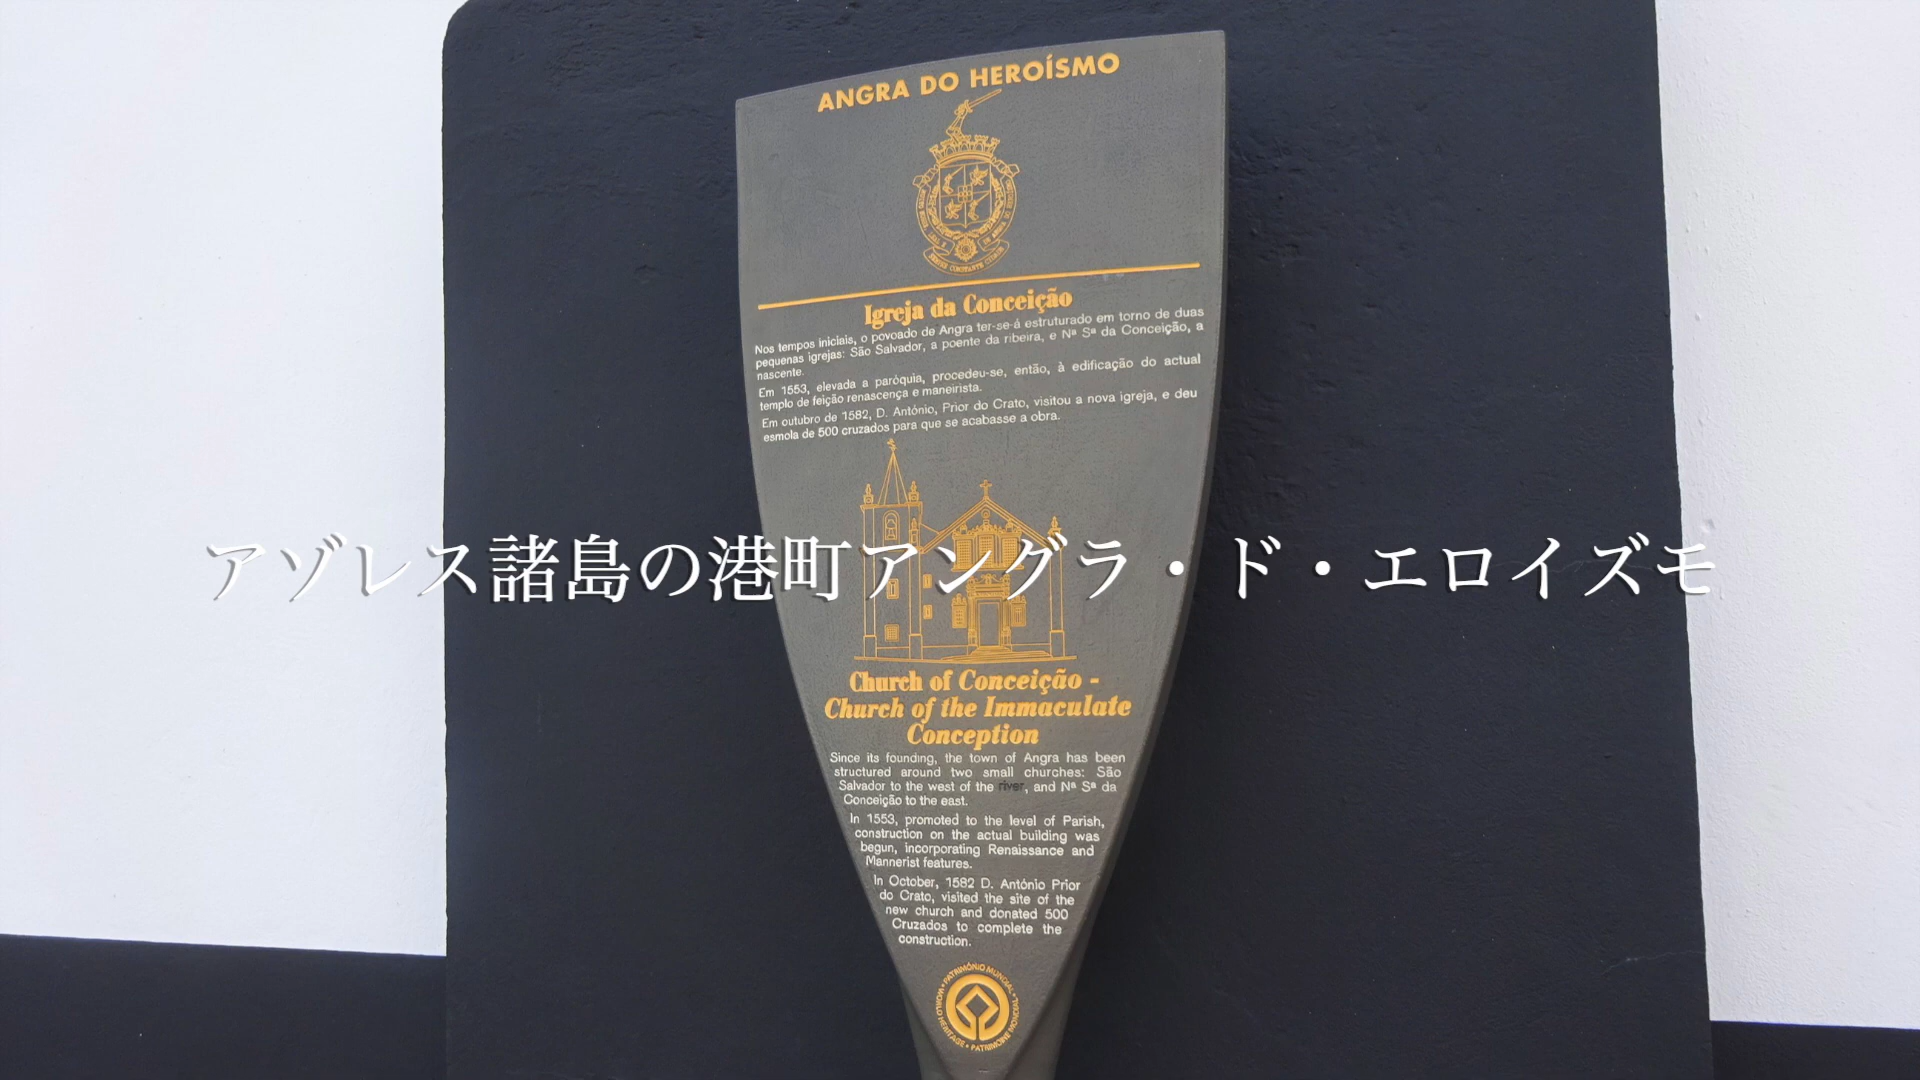 ANGRA DO HEROÍSMO
Igreja da Conceição
Nos tempos iniciais, o povoado de Angra ter-se-á estruturado em torno de duas
pequenas igrejas: São Salvador, a poente da ribeira, e Nª Sª da Conceição, a
nascente.
Em 1553, elevada a paróquia, procedeu-se, então, à edificação do actual
templo de feição renascença e maneirista.
Em outubro de 1582, D. António, Prior do Crato, visitou a nova igreja, e deu
esmola de 500 cruzados para que se acabasse a obra.
アゾレス諸島の港町アングラ・ド・エロイズモ
Church of Conceição -
Church of the Immaculate
Conception
Since its founding, the town of Angra has been
structured around two small churches: São
Salvador to the west of the river, and Nª Sª da
Conceição to the east.
In 1553, promoted to the level of Parish,
construction on the actual building was
begun, incorporating Renaissance and
Mannerist features.
In October, 1582 D. António Prior
do Crato, visited the site of the
new church and donated 500
Cruzados to complete the
construction.
PATRIMÓNIO MUNDIAL • WORLD HERITAGE • PATRIMOINE MONDIAL